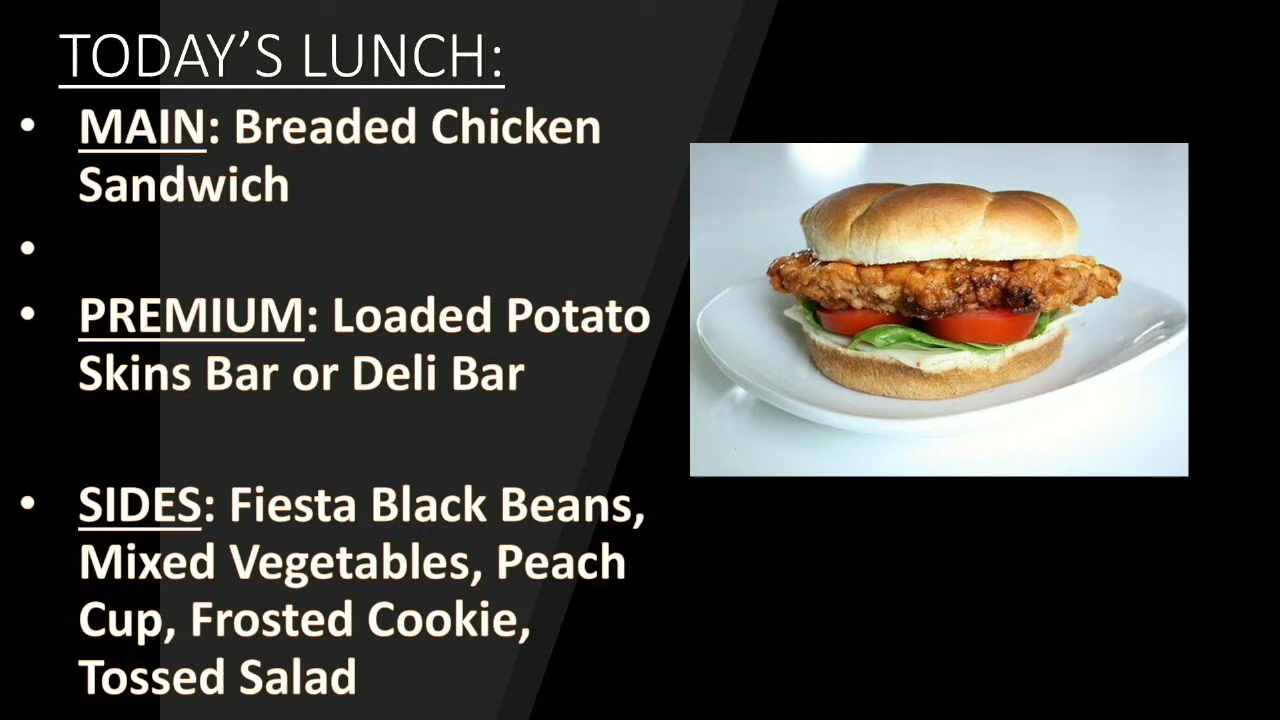 TODAY’S LUNCH:
• MAIN: Breaded Chicken
Sandwich
•
• PREMIUM: Loaded Potato
Skins Bar or Deli Bar
• SIDES: Fiesta Black Beans,
Mixed Vegetables, Peach
Cup, Frosted Cookie,
Tossed Salad